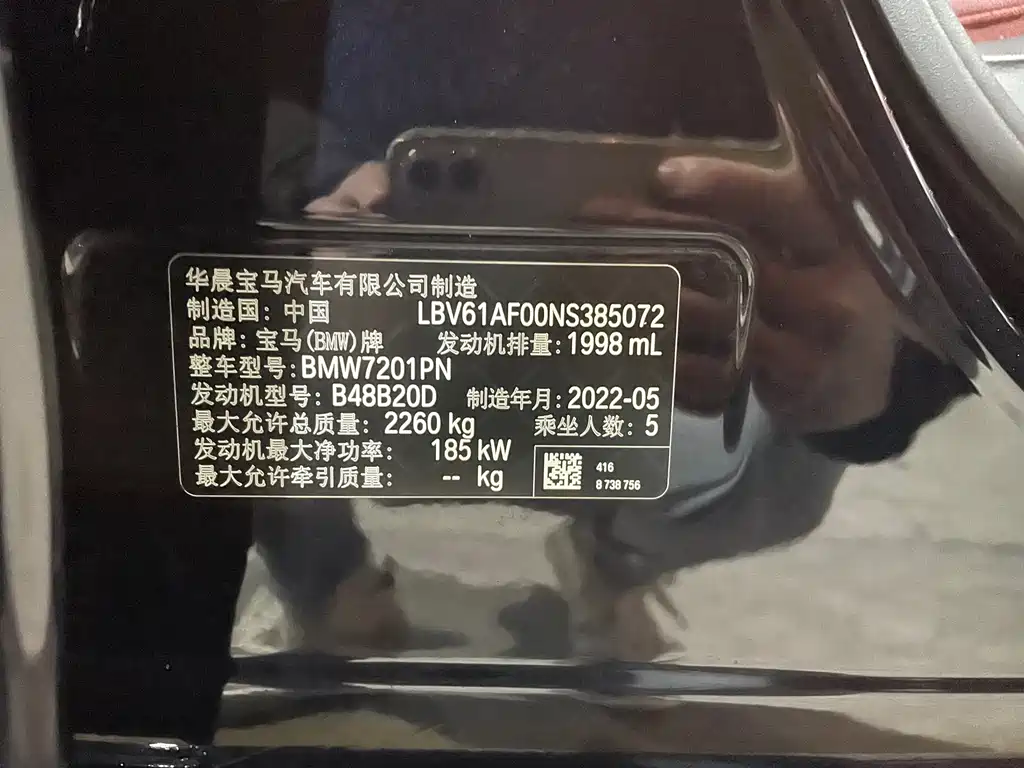 华晨宝马汽车有限公司制造
制造国：中国 LBV61AF00NS385072
品牌：宝马(BMW)牌 发动机排量：1998 mL
整车型号：BMW7201PN
发动机型号：B48B20D 制造年月：2022-05
最大允许总质量：2260 kg 乘坐人数：5
发动机最大净功率：185 kW
最大允许牵引质量：-- kg
416
8 738 756